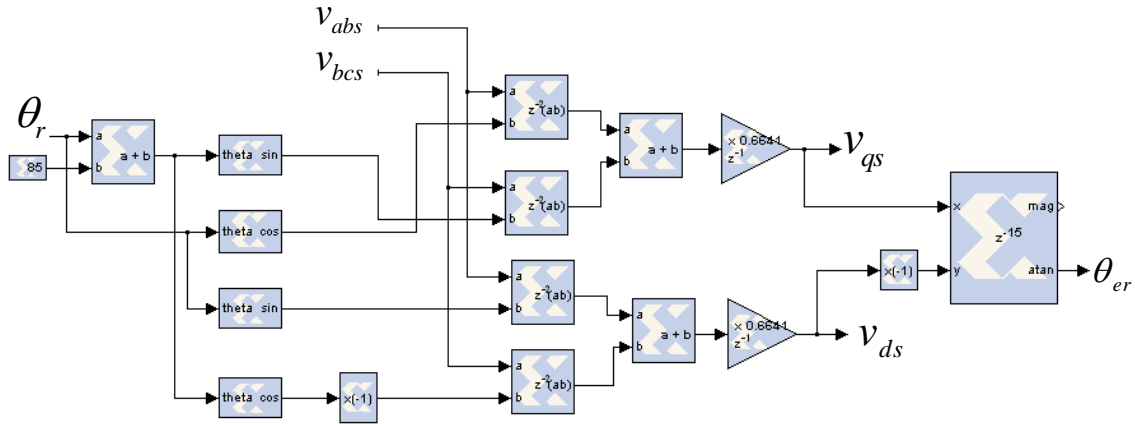 v_abs
v_bcs
θ_r
a
b
a + b
85
theta sin
theta cos
theta sin
theta cos
x(-1)
a
b
z⁻²(ab)
a
b
z⁻²(ab)
a
b
z⁻²(ab)
a
b
z⁻²(ab)
a
b
a + b
a
b
a + b
x 0.6641
z⁻¹
x 0.6641
z⁻¹
v_qs
v_ds
x(-1)
x
y
z⁻¹⁵
mag
atan
θ_er